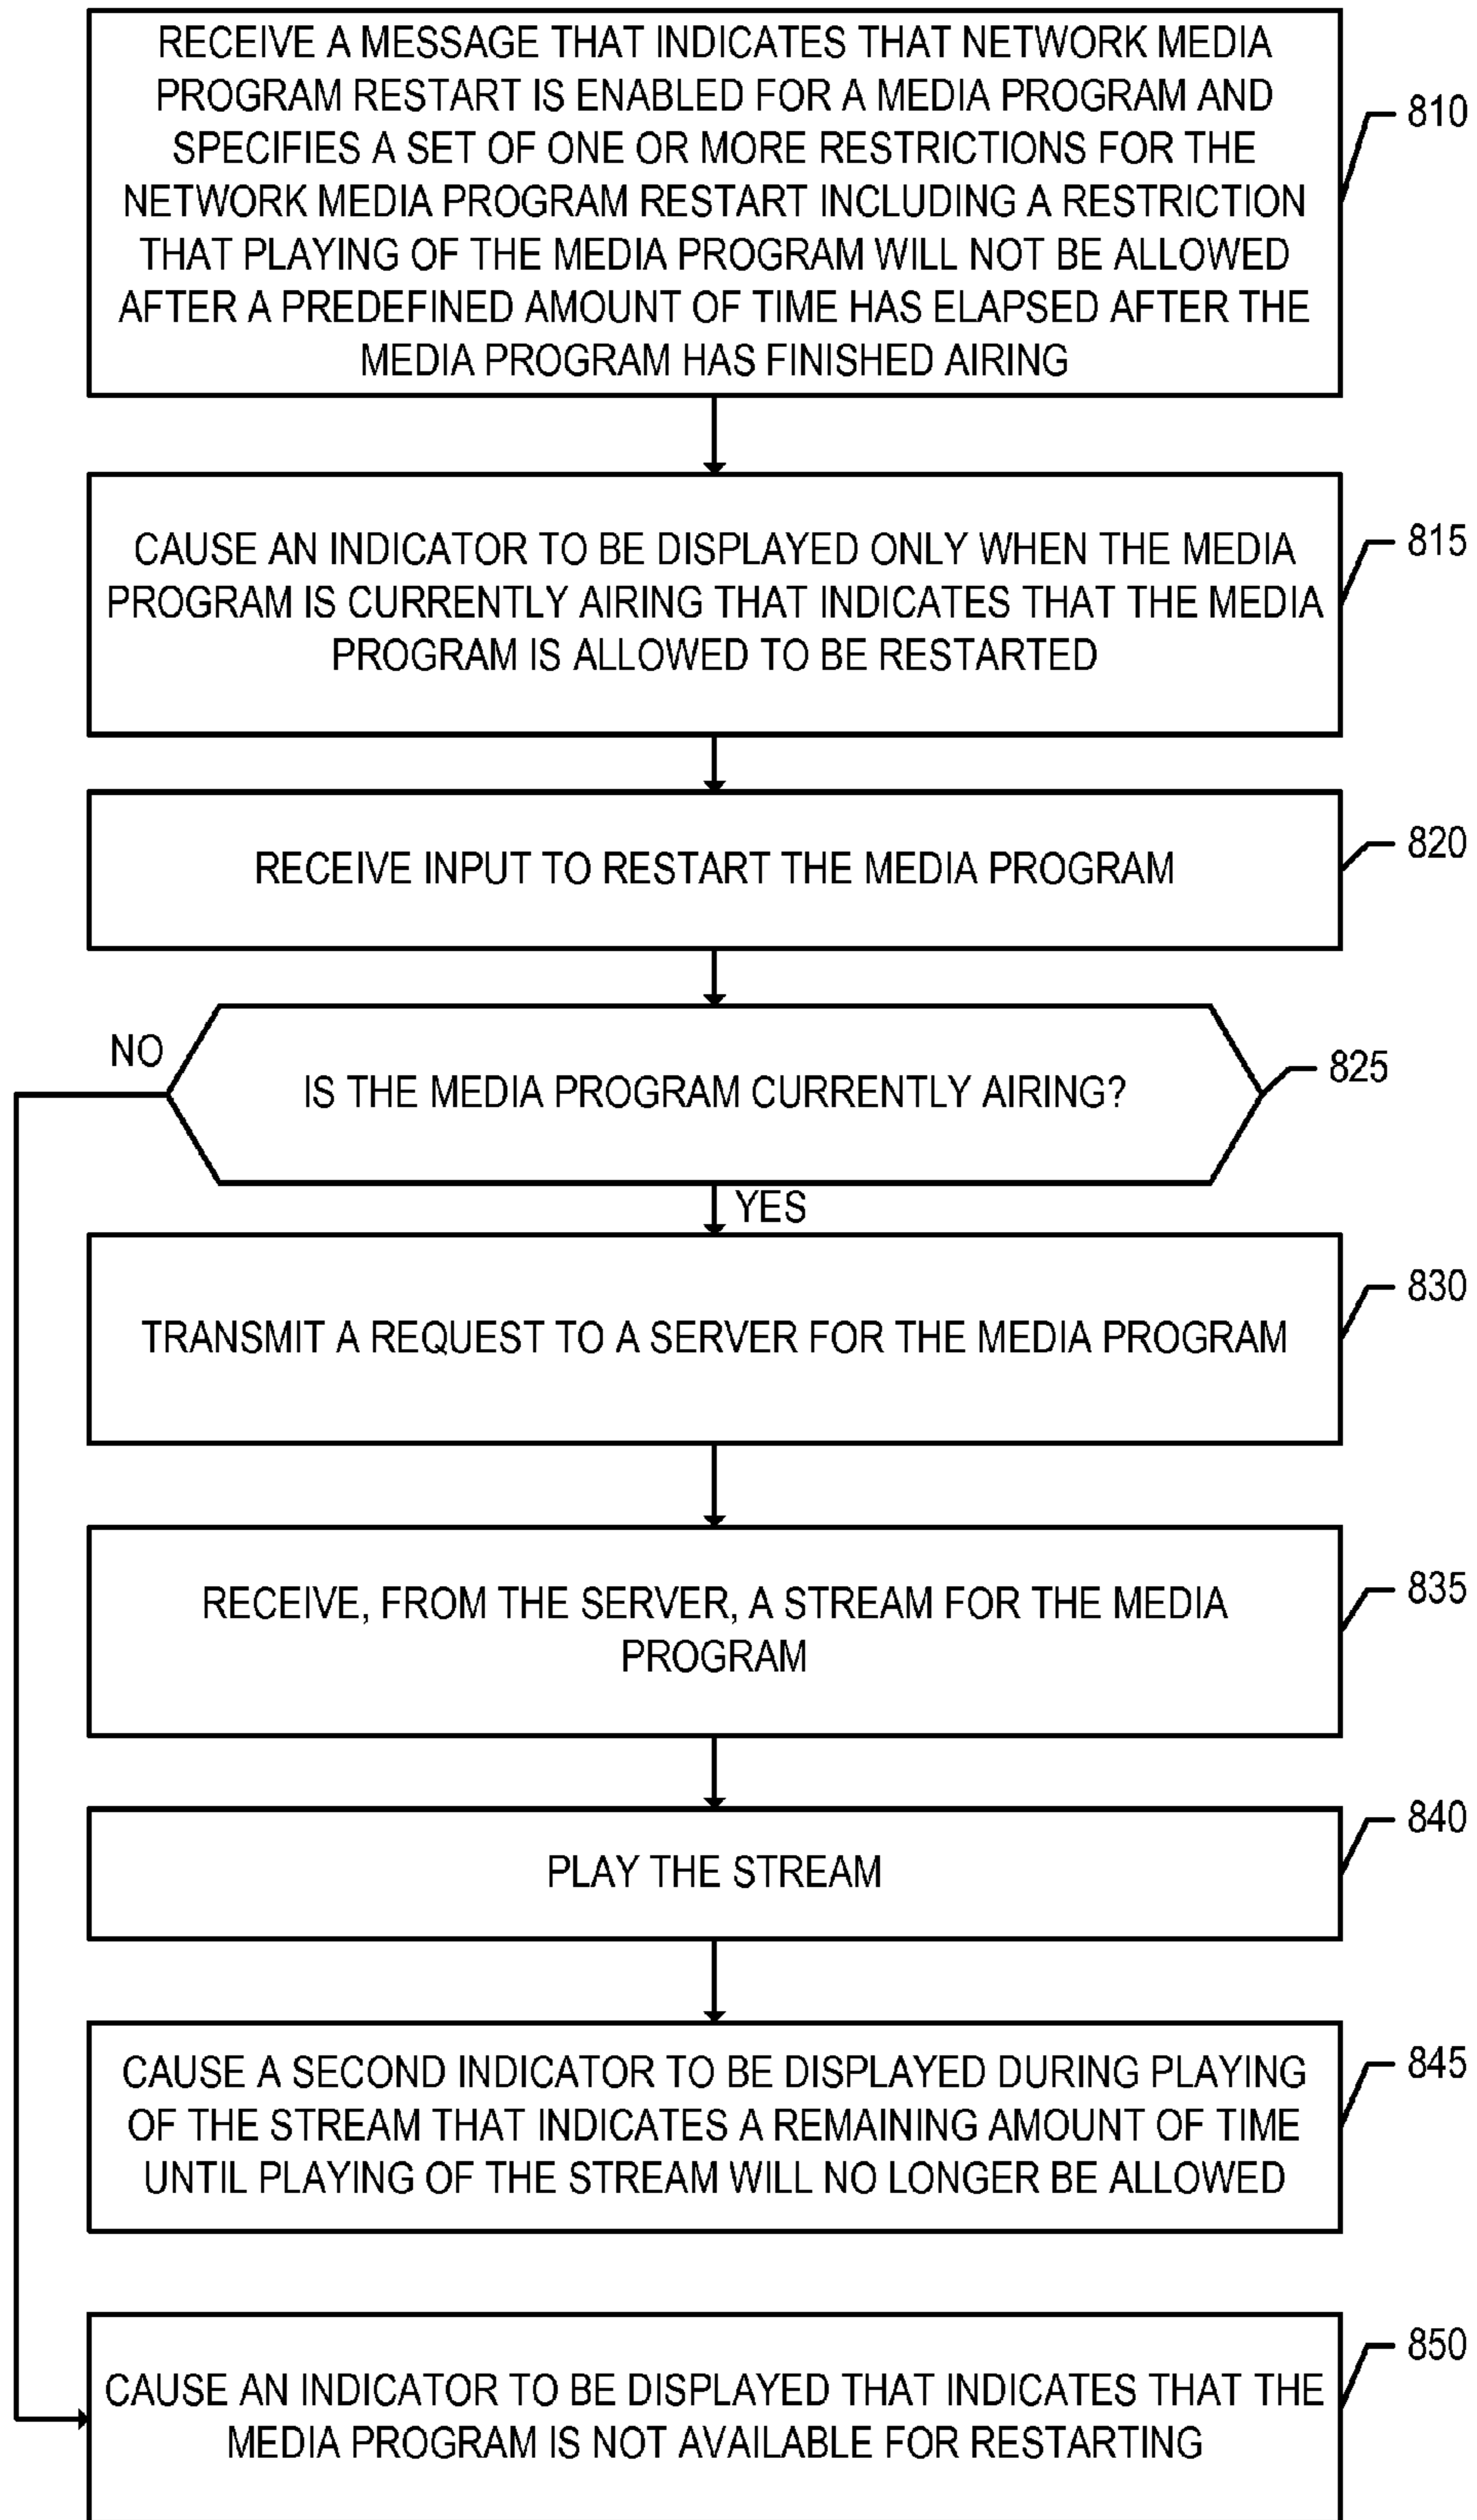 RECEIVE A MESSAGE THAT INDICATES THAT NETWORK MEDIA
PROGRAM RESTART IS ENABLED FOR A MEDIA PROGRAM AND
SPECIFIES A SET OF ONE OR MORE RESTRICTIONS FOR THE
NETWORK MEDIA PROGRAM RESTART INCLUDING A RESTRICTION
THAT PLAYING OF THE MEDIA PROGRAM WILL NOT BE ALLOWED
AFTER A PREDEFINED AMOUNT OF TIME HAS ELAPSED AFTER THE
MEDIA PROGRAM HAS FINISHED AIRING
810
CAUSE AN INDICATOR TO BE DISPLAYED ONLY WHEN THE MEDIA
PROGRAM IS CURRENTLY AIRING THAT INDICATES THAT THE MEDIA
PROGRAM IS ALLOWED TO BE RESTARTED
815
RECEIVE INPUT TO RESTART THE MEDIA PROGRAM
820
NO
IS THE MEDIA PROGRAM CURRENTLY AIRING?
825
YES
TRANSMIT A REQUEST TO A SERVER FOR THE MEDIA PROGRAM
830
RECEIVE, FROM THE SERVER, A STREAM FOR THE MEDIA
PROGRAM
835
PLAY THE STREAM
840
CAUSE A SECOND INDICATOR TO BE DISPLAYED DURING PLAYING
OF THE STREAM THAT INDICATES A REMAINING AMOUNT OF TIME
UNTIL PLAYING OF THE STREAM WILL NO LONGER BE ALLOWED
845
CAUSE AN INDICATOR TO BE DISPLAYED THAT INDICATES THAT THE
MEDIA PROGRAM IS NOT AVAILABLE FOR RESTARTING
850